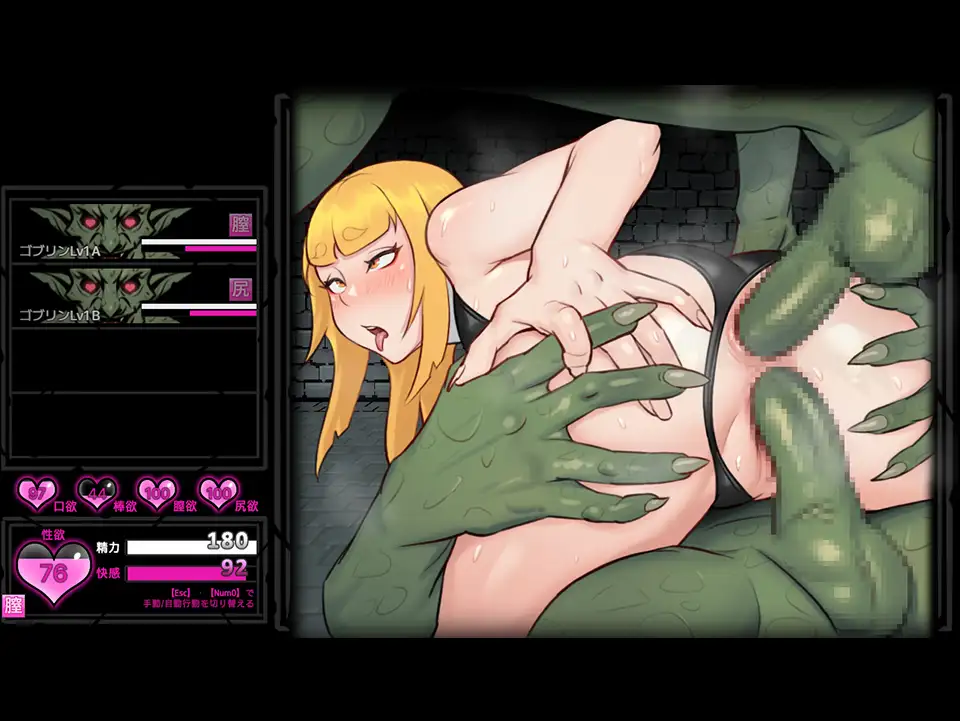 膣
ゴブリンLv1A
尻
ゴブリンLv1B
97 口欲 44 棒欲 100 膣欲 100 尻欲
性欲
76
精力 180
快感 92
【Esc】・【Num0】で
手動/自動行動を切り替える
膣